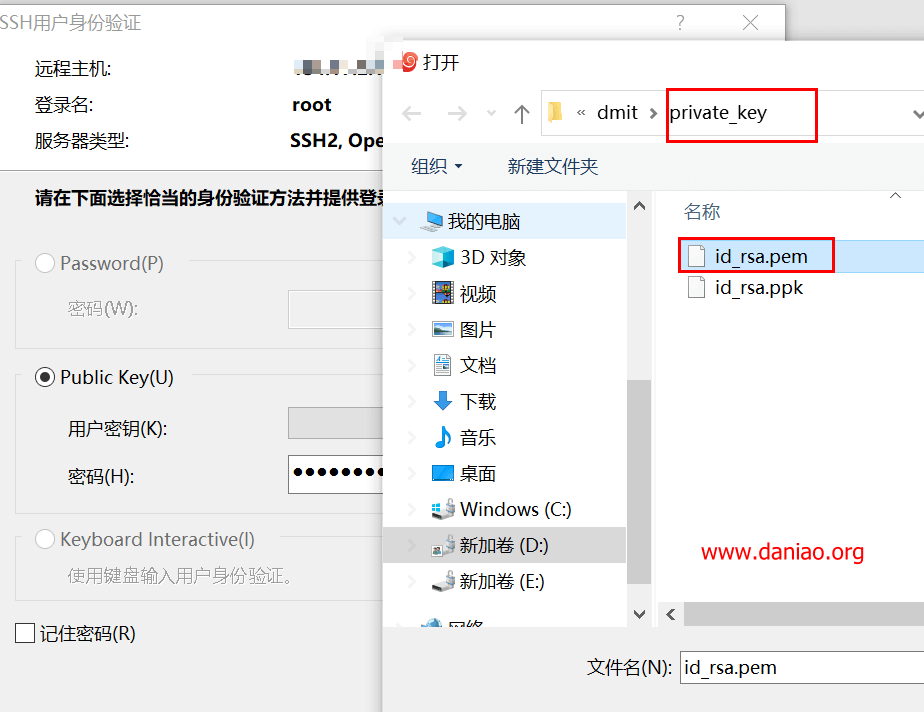 SSH用户身份验证
?
远程主机:
登录名: root
服务器类型: SSH2, Ope
请在下面选择恰当的身份验证方法并提供登录
Password(P)
密码(W):
Public Key(U)
用户密钥(K):
密码(H):
Keyboard Interactive(I)
使用键盘输入用户身份验证。
记住密码(R)
打开
« dmit private_key
组织 新建文件夹
我的电脑
3D 对象
视频
图片
文档
下载
音乐
桌面
Windows (C:)
新加卷 (D:)
新加卷 (E:)
网络
名称
id_rsa.pem
id_rsa.ppk
www.daniao.org
文件名(N): id_rsa.pem